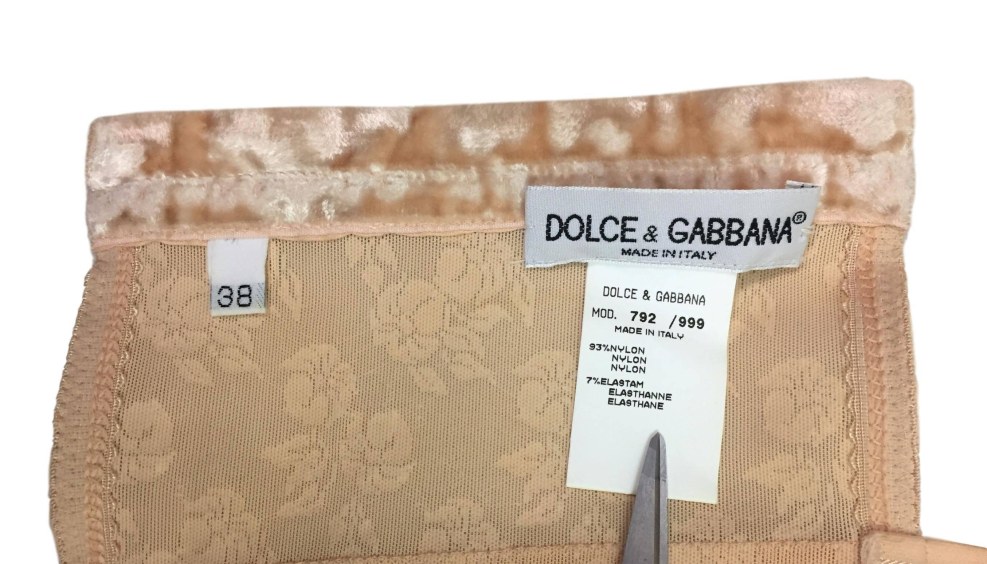 DOLCE & GABBANA®
MADE IN ITALY
38
DOLCE & GABBANA
MOD. 792 /999
MADE IN ITALY
93%NYLON
NYLON
NYLON
7%ELASTAM
ELASTHANNE
ELASTHANE